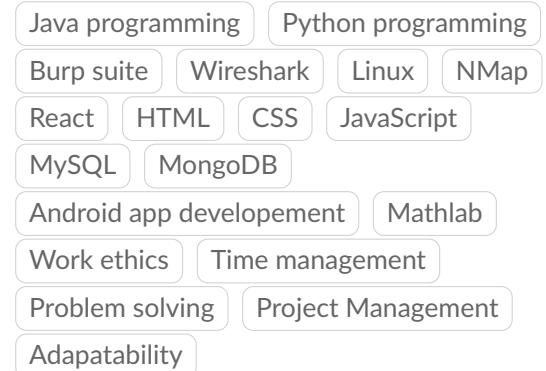 Java programming Python programming
Burp suite Wireshark Linux NMap
React HTML CSS JavaScript
MySQL MongoDB
Android app developement Mathlab
Work ethics Time management
Problem solving Project Management
Adapatability